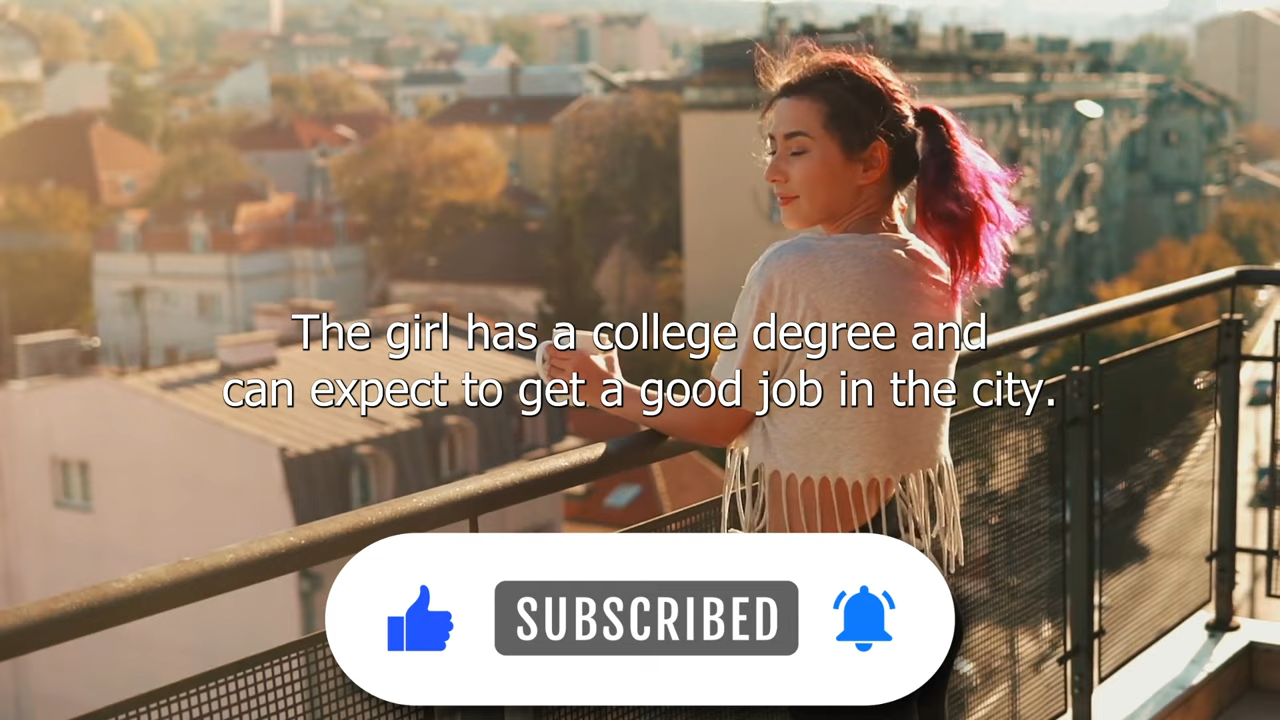 The girl has a college degree and
can expect to get a good job in the city.
SUBSCRIBED